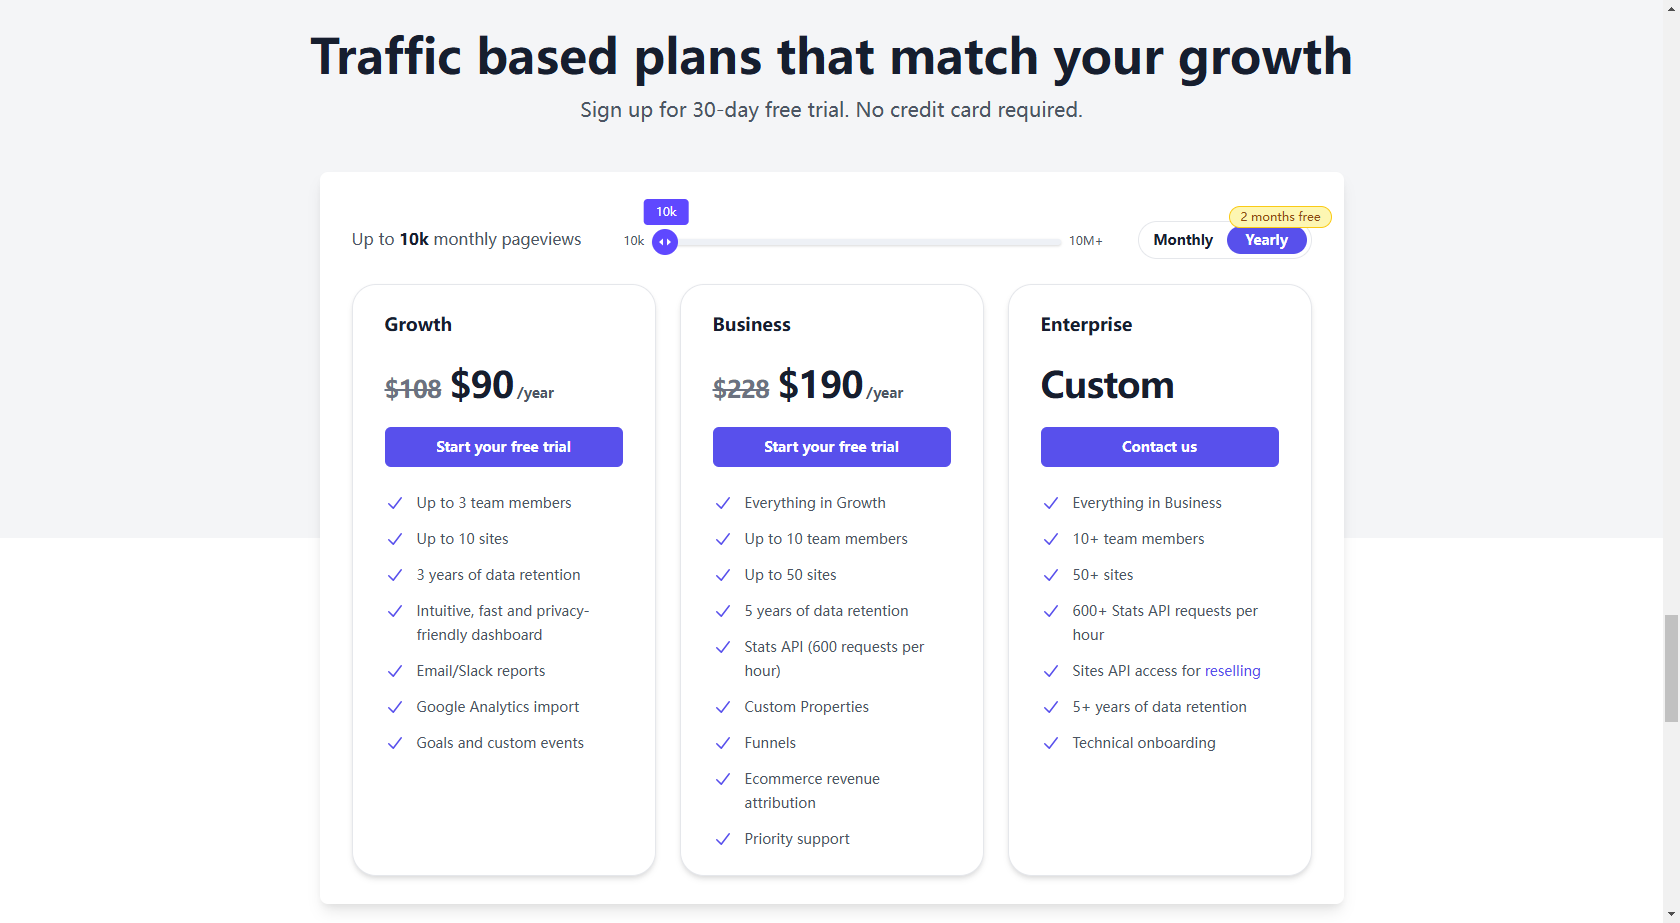 Traffic based plans that match your growth
Sign up for 30-day free trial. No credit card required.
10k
2 months free
Up to 10k monthly pageviews
10k
10M+
Monthly
Yearly
Growth
$108 $90 /year
Start your free trial
Up to 3 team members
Up to 10 sites
3 years of data retention
Intuitive, fast and privacy-
friendly dashboard
Email/Slack reports
Google Analytics import
Goals and custom events
Business
$228 $190 /year
Start your free trial
Everything in Growth
Up to 10 team members
Up to 50 sites
5 years of data retention
Stats API (600 requests per
hour)
Custom Properties
Funnels
Ecommerce revenue
attribution
Priority support
Enterprise
Custom
Contact us
Everything in Business
10+ team members
50+ sites
600+ Stats API requests per
hour
Sites API access for reselling
5+ years of data retention
Technical onboarding